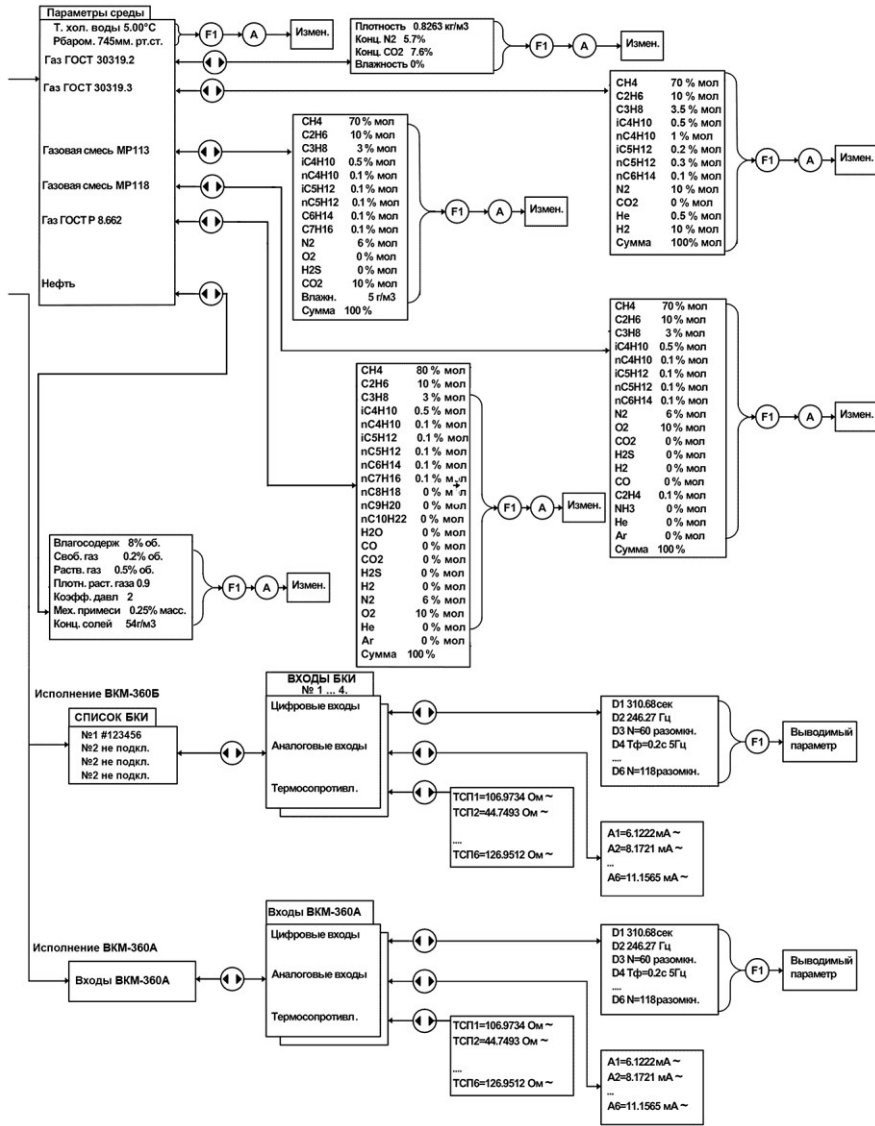 Параметры среды
Т. хол. воды 5.00°С
Рбаром. 745мм. рт.ст.
F1
A
Измен.
Плотность 0.8263 кг/м3
Конц. N2 5.7%
Конц. СО2 7.6%
Влажность 0%
F1
A
Измен.
Газ ГОСТ 30319.2
Газ ГОСТ 30319.3
Газовая смесь МР113
Газовая смесь МР118
Газ ГОСТ Р 8.662
Нефть
CH4 70 % мол
C2H6 10 % мол
C3H8 3 % мол
iC4H10 0.5 % мол
nC4H10 0.1 % мол
iC5H12 0.1 % мол
nC5H12 0.1 % мол
C6H14 0.1 % мол
C7H16 0.1 % мол
N2 6 % мол
O2 0 % мол
H2S 0 % мол
CO2 10 % мол
Влажн. 5 г/м3
Сумма 100 %
F1
A
Измен.
CH4 70 % мол
C2H6 10 % мол
C3H8 3.5 % мол
iC4H10 0.5 % мол
nC4H10 1 % мол
iC5H12 0.2 % мол
nC5H12 0.3 % мол
nC6H14 0.1 % мол
N2 10 % мол
CO2 0 % мол
He 0.5 % мол
H2 10 % мол
Сумма 100% мол
F1
A
Измен.
CH4 70 % мол
C2H6 10 % мол
C3H8 3 % мол
iC4H10 0.5 % мол
nC4H10 0.1 % мол
iC5H12 0.1 % мол
nC5H12 0.1 % мол
nC6H14 0.1 % мол
N2 6 % мол
O2 10 % мол
CO2 0 % мол
H2S 0 % мол
H2 0 % мол
CO 0 % мол
C2H4 0.1 % мол
NH3 0 % мол
He 0 % мол
Ar 0 % мол
Сумма 100 %
F1
A
Измен.
CH4 80 % мол
C2H6 10 % мол
C3H8 3 % мол
iC4H10 0.5 % мол
nC4H10 0.1 % мол
iC5H12 0.1 % мол
nC5H12 0.1 % мол
nC6H14 0.1 % мол
nC7H16 0.1 % мол
nC8H18 0 % мол
nC9H20 0 % мол
nC10H22 0 % мол
H2O 0 % мол
CO 0 % мол
CO2 0 % мол
H2S 0 % мол
H2 0 % мол
N2 6 % мол
O2 10 % мол
He 0 % мол
Ar 0 % мол
Сумма 100 %
F1
A
Измен.
Влагосодерж 8% об.
Своб. газ 0.2% об.
Раств. газ 0.5% об.
Плотн. раст. газа 0.9
Коэфф. давл 2
Мех. примеси 0.25% масс.
Конц. солей 54г/м3
F1
A
Измен.
Исполнение ВКМ-360Б
СПИСОК БКИ
№1 #123456
№2 не подкл.
№2 не подкл.
№2 не подкл.
ВХОДЫ БКИ
№ 1 ... 4.
Цифровые входы
Аналоговые входы
Термосопротивл.
D1 310.68сек
D2 246.27 Гц
D3 N=60 разомкн.
D4 Тф=0.2с 5Гц
....
D6 N=118разомкн.
F1
Выводимый
параметр
ТСП1=106.9734 Ом ~
ТСП2=44.7493 Ом ~
....
ТСП6=126.9512 Ом ~
А1=6.1222мА ~
А2=8.1721 мА ~
...
А6=11.1565 мА ~
Исполнение ВКМ-360А
Входы ВКМ-360А
Входы ВКМ-360А
Цифровые входы
Аналоговые входы
Термосопротивл.
D1 310.68сек
D2 246.27 Гц
D3 N=60 разомкн.
D4 Тф=0.2с 5Гц
....
D6 N=118разомкн.
F1
Выводимый
параметр
ТСП1=106.9734 Ом ~
ТСП2=44.7493 Ом ~
....
ТСП6=126.9512 Ом ~
А1=6.1222мА ~
А2=8.1721 мА ~
...
А6=11.1565 мА ~